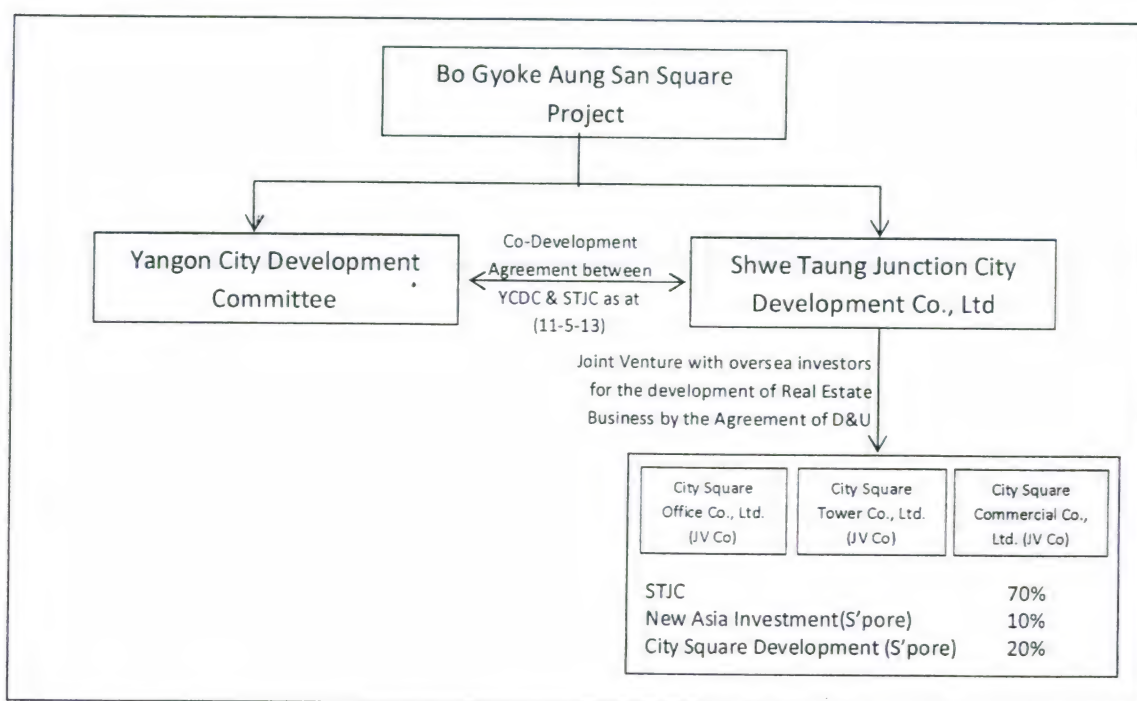 Bo Gyoke Aung San Square
Project
Yangon City Development
Committee
Co-Development
Agreement between
YCDC & STJC as at
(11-5-13)
Shwe Taung Junction City
Development Co., Ltd
Joint Venture with oversea investors
for the development of Real Estate
Business by the Agreement of D&U
City Square
Office Co., Ltd.
(JV Co)
City Square
Tower Co., Ltd.
(JV Co)
City Square
Commercial Co.,
Ltd. (JV Co)
STJC 70%
New Asia Investment(S'pore) 10%
City Square Development (S'pore) 20%